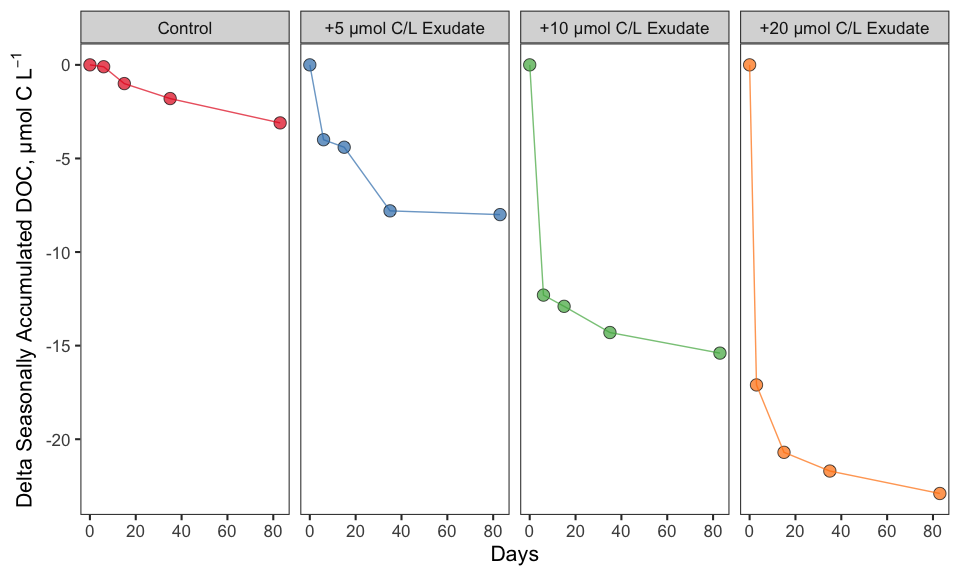 Control
+5 µmol C/L Exudate
+10 µmol C/L Exudate
+20 µmol C/L Exudate
Delta Seasonally Accumulated DOC, µmol C L⁻¹
0
-5
-10
-15
-20
0 20 40 60 80
0 20 40 60 80
0 20 40 60 80
0 20 40 60 80
Days